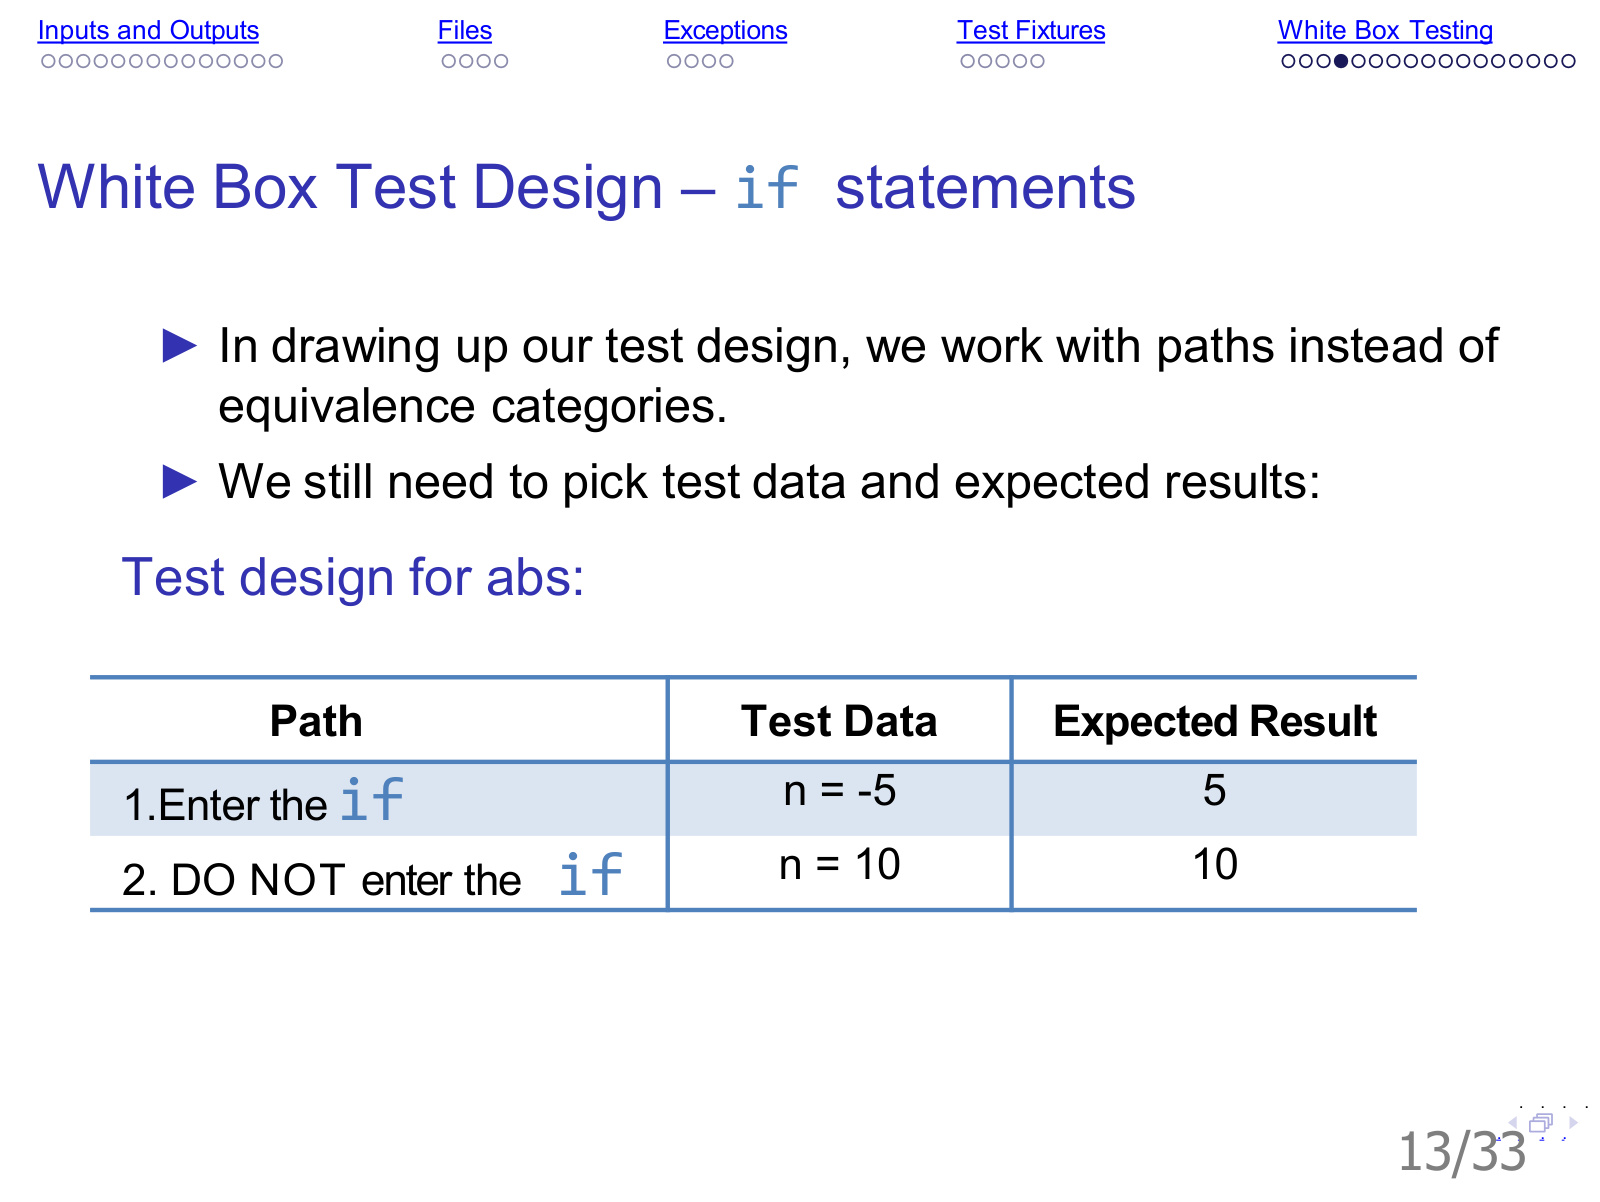 Inputs and Outputs Files Exceptions Test Fixtures White Box Testing
White Box Test Design – if statements
► In drawing up our test design, we work with paths instead of
equivalence categories.
► We still need to pick test data and expected results:
Test design for abs:
Path Test Data Expected Result
1.Enter the if n = -5 5
2. DO NOT enter the if n = 10 10
13/33